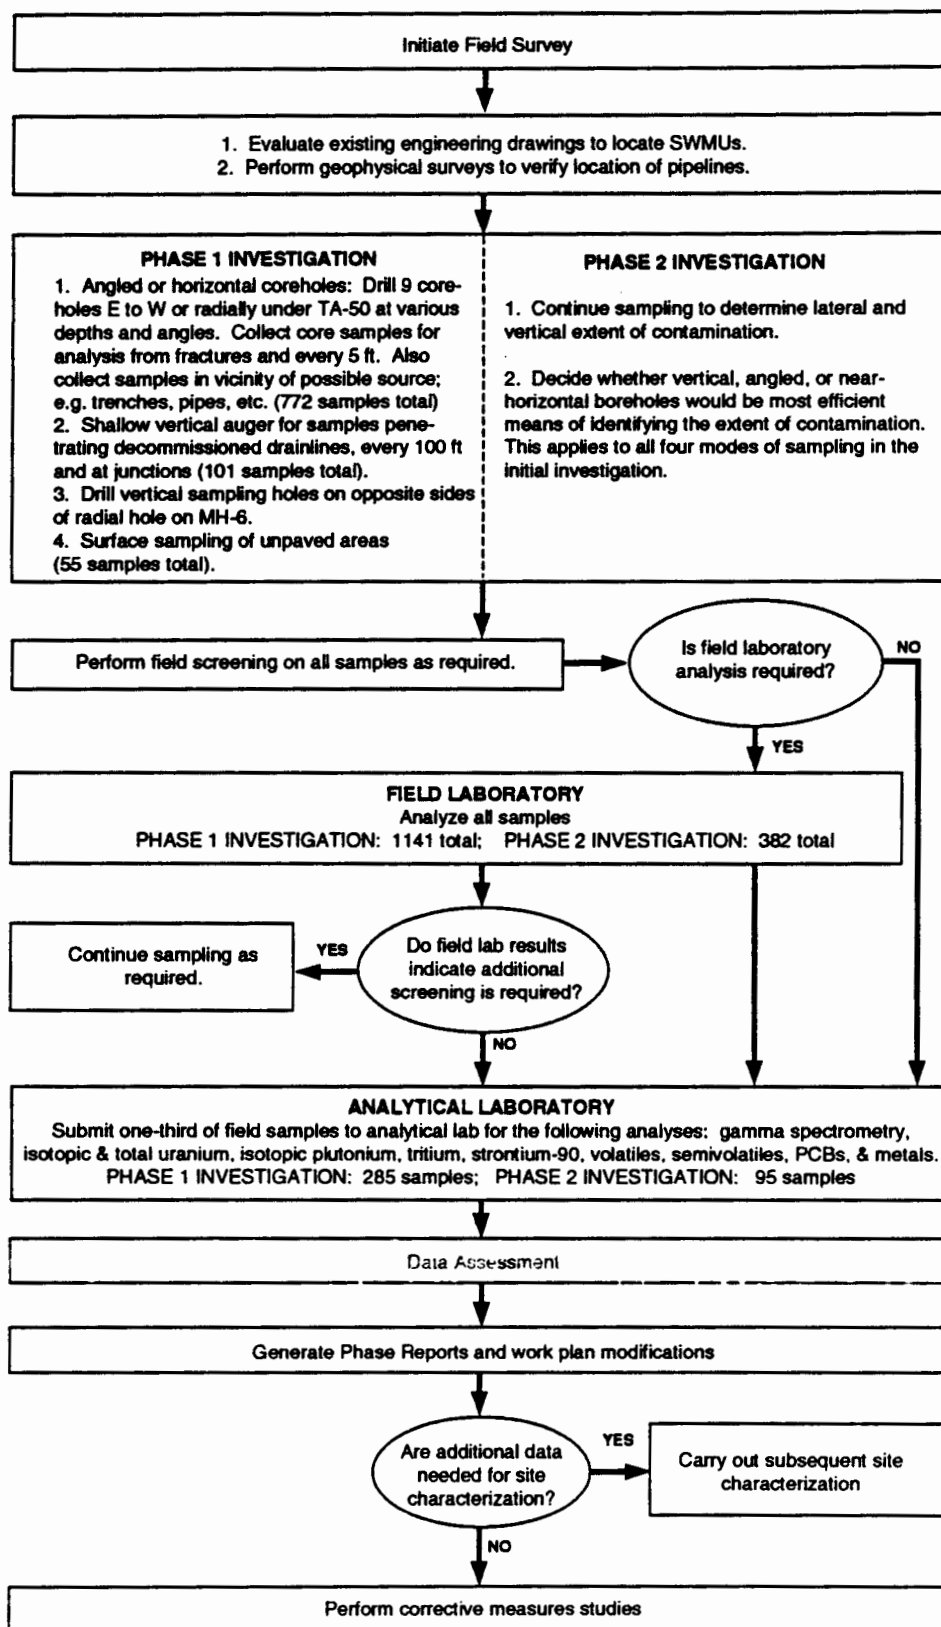 Initiate Field Survey
1. Evaluate existing engineering drawings to locate SWMUs.
2. Perform geophysical surveys to verify location of pipelines.
PHASE 1 INVESTIGATION
1. Angled or horizontal coreholes: Drill 9 core-
holes E to W or radially under TA-50 at various
depths and angles. Collect core samples for
analysis from fractures and every 5 ft. Also
collect samples in vicinity of possible source;
e.g. trenches, pipes, etc. (772 samples total)
2. Shallow vertical auger for samples pene-
trating decommissioned drainlines, every 100 ft
and at junctions (101 samples total).
3. Drill vertical sampling holes on opposite sides
of radial hole on MH-6.
4. Surface sampling of unpaved areas
(55 samples total).
PHASE 2 INVESTIGATION
1. Continue sampling to determine lateral and
vertical extent of contamination.
2. Decide whether vertical, angled, or near-
horizontal boreholes would be most efficient
means of identifying the extent of contamination.
This applies to all four modes of sampling in the
initial investigation.
Perform field screening on all samples as required.
Is field laboratory
analysis required?
NO
YES
FIELD LABORATORY
Analyze all samples
PHASE 1 INVESTIGATION: 1141 total; PHASE 2 INVESTIGATION: 382 total
Continue sampling as
required.
YES
Do field lab results
indicate additional
screening is required?
NO
ANALYTICAL LABORATORY
Submit one-third of field samples to analytical lab for the following analyses: gamma spectrometry,
isotopic & total uranium, isotopic plutonium, tritium, strontium-90, volatiles, semivolatiles, PCBs, & metals.
PHASE 1 INVESTIGATION: 285 samples; PHASE 2 INVESTIGATION: 95 samples
Data Assessment
Generate Phase Reports and work plan modifications
Are additional data
needed for site
characterization?
YES
Carry out subsequent site
characterization
NO
Perform corrective measures studies